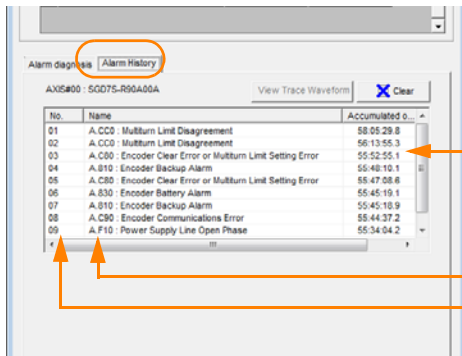 Alarm diagnosis Alarm History
AXIS#00 : SGD7S-R90A00A View Trace Waveform Clear
No. Name Accumulated o...
01 A.CC0 : Multiturn Limit Disagreement 58:05:29.8
02 A.CC0 : Multiturn Limit Disagreement 56:13:55.3
03 A.C80 : Encoder Clear Error or Multiturn Limit Setting Error 55:52:55.1
04 A.810 : Encoder Backup Alarm 55:48:10.1
05 A.C80 : Encoder Clear Error or Multiturn Limit Setting Error 55:47:08.6
06 A.830 : Encoder Battery Alarm 55:45:19.1
07 A.810 : Encoder Backup Alarm 55:45:18.9
08 A.C90 : Encoder Communications Error 55:44:37.2
09 A.F10 : Power Supply Line Open Phase 55:34:04.2